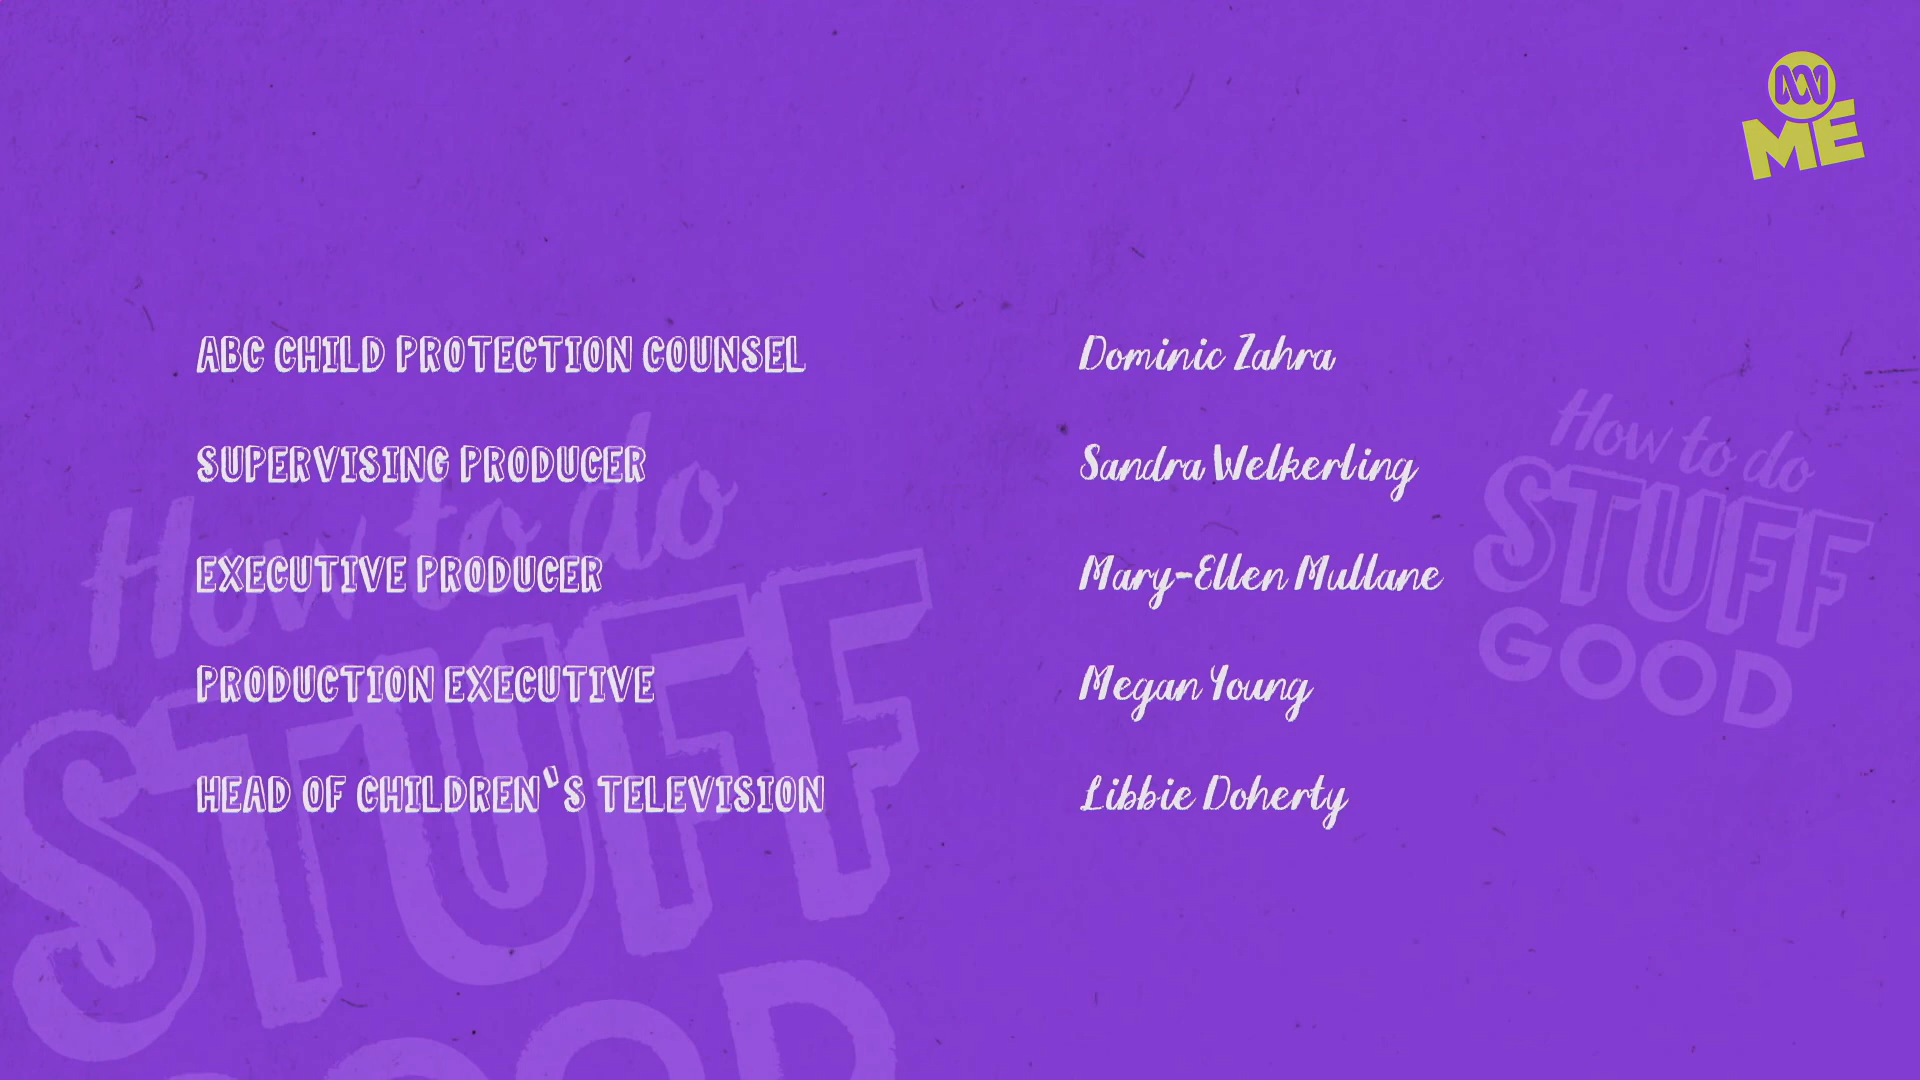 ME
ABC CHILD PROTECTION COUNSEL Dominic Zahra
SUPERVISING PRODUCER Sandra Welkerling
EXECUTIVE PRODUCER Mary-Ellen Mullane
PRODUCTION EXECUTIVE Megan Young
HEAD OF CHILDREN'S TELEVISION Libbie Doherty
How to do
STUFF
GOOD
How to do
STUFF
GOOD